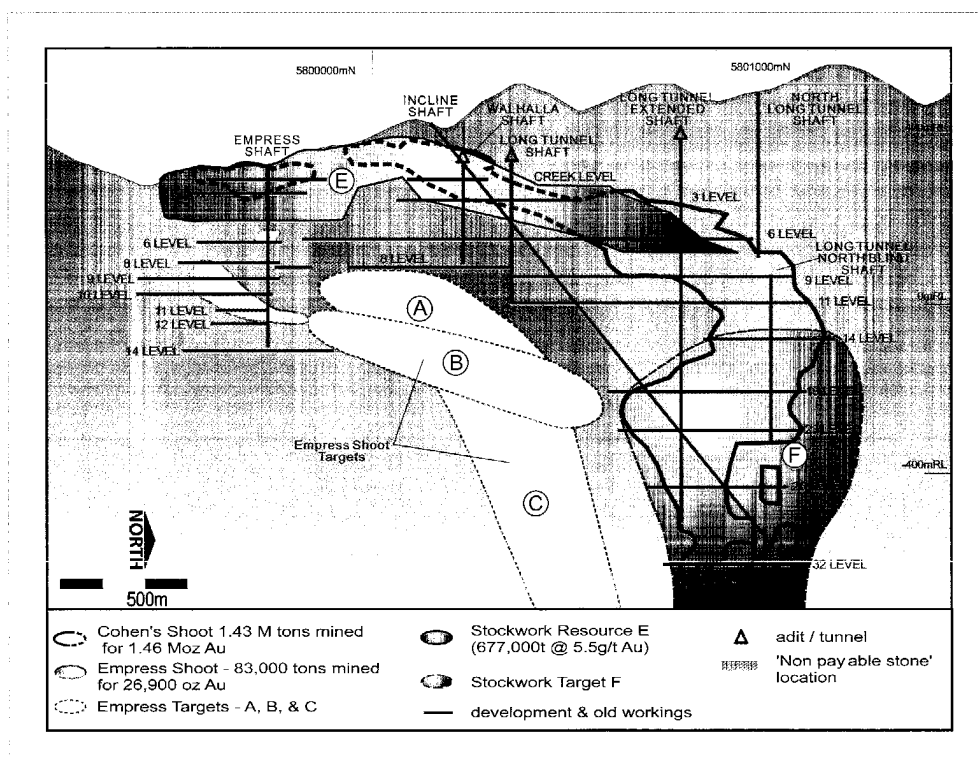 5800000mN
5801000mN
INCLINE
SHAFT
WALHALLA
SHAFT
LONG TUNNEL
EXTENDED
SHAFT
NORTH
LONG TUNNEL
SHAFT
EMPRESS
SHAFT
LONG TUNNEL
SHAFT
E
CREEK LEVEL
3 LEVEL
6 LEVEL
6 LEVEL
LONG TUNNEL
NORTH BLIND
SHAFT
8 LEVEL
8 LEVEL
9 LEVEL
9 LEVEL
10 LEVEL
11 LEVEL
11 LEVEL
12 LEVEL
A
14 LEVEL
14 LEVEL
B
Empress Shoot
Targets
F
-400mRL
C
NORTH
32 LEVEL
500m
Cohen's Shoot 1.43 M tons mined
for 1.46 Moz Au
Empress Shoot - 83,000 tons mined
for 26,900 oz Au
Empress Targets - A, B, & C
Stockwork Resource E
(677,000t @ 5.5g/t Au)
Stockwork Target F
development & old workings
adit / tunnel
'Non payable stone'
location